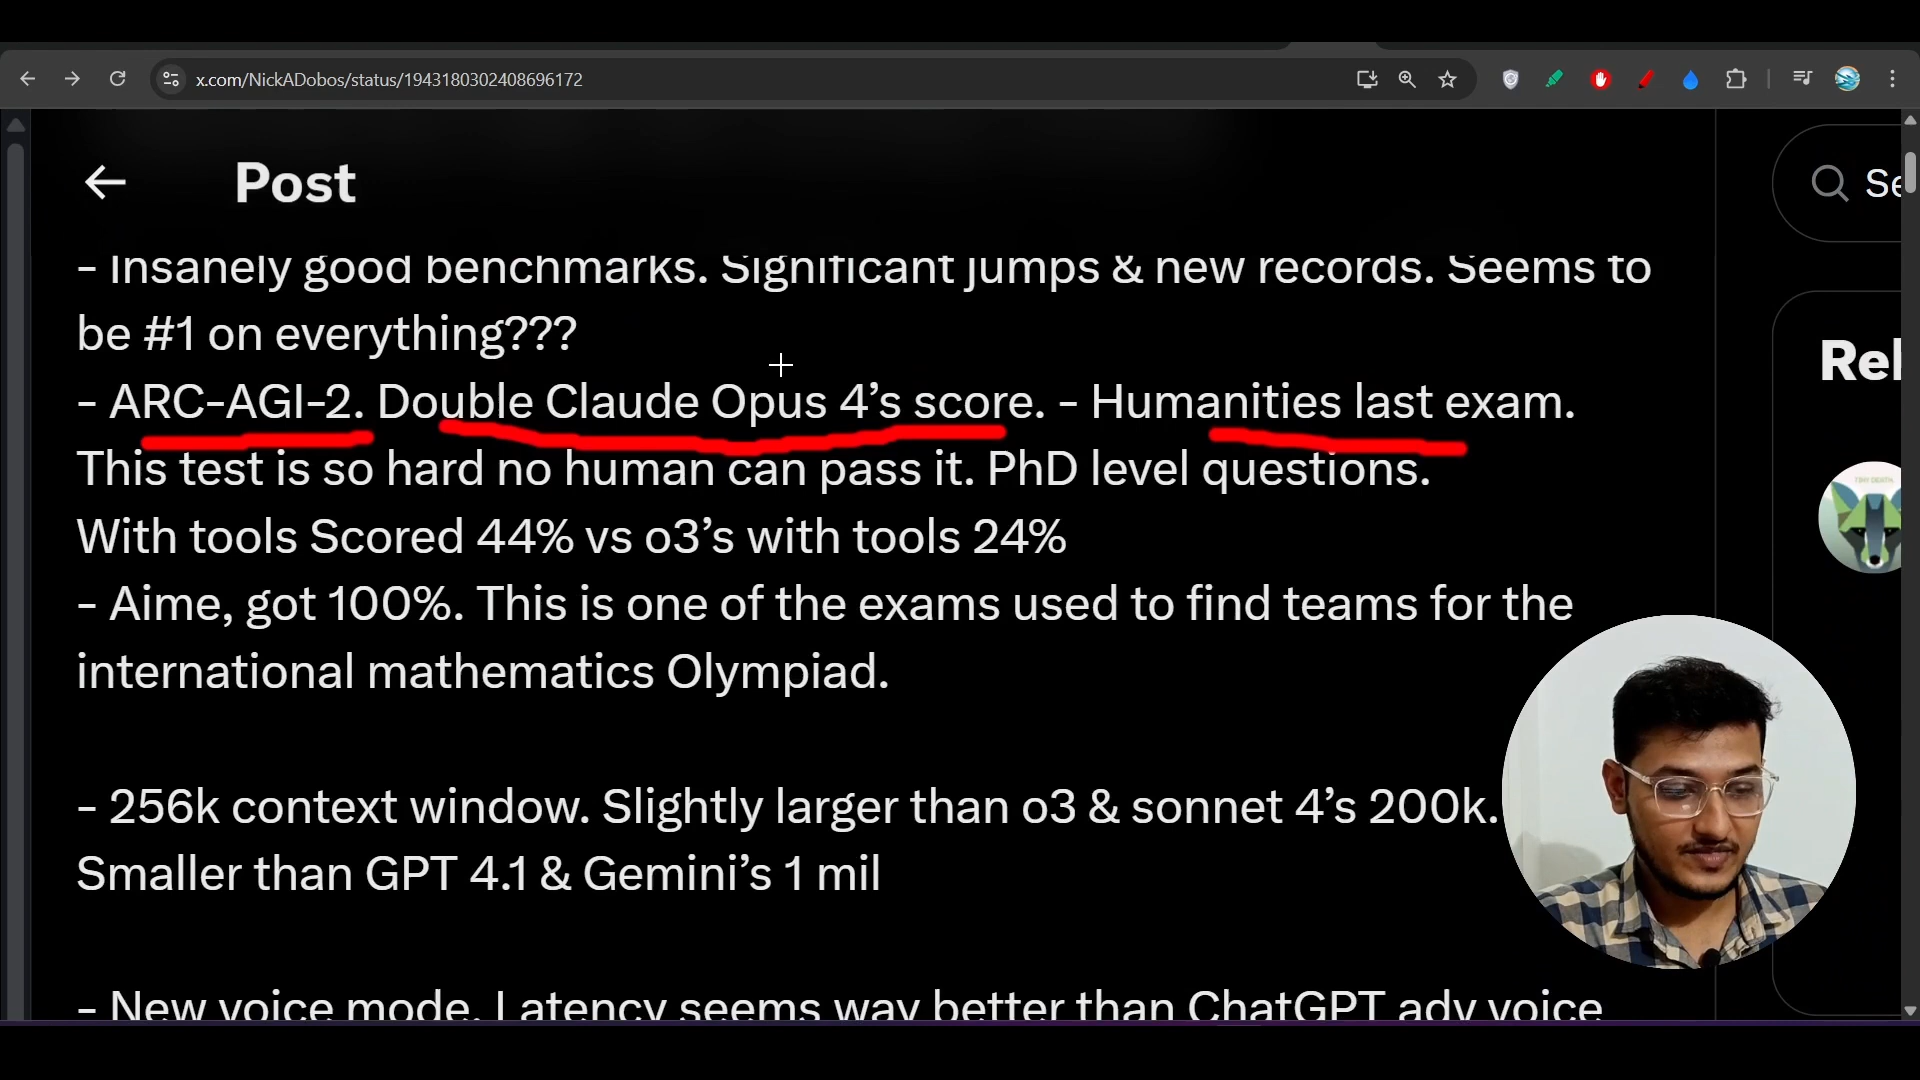 x.com/NickADobos/status/1943180302408696172
Post
Se
- Insanely good benchmarks. Significant jumps & new records. Seems to
be #1 on everything???
Rel
- ARC-AGI-2. Double Claude Opus 4’s score. - Humanities last exam.
This test is so hard no human can pass it. PhD level questions.
With tools Scored 44% vs o3’s with tools 24%
- Aime, got 100%. This is one of the exams used to find teams for the
international mathematics Olympiad.
- 256k context window. Slightly larger than o3 & sonnet 4’s 200k.
Smaller than GPT 4.1 & Gemini’s 1 mil
- New voice mode. Latency seems way better than ChatGPT adv voice